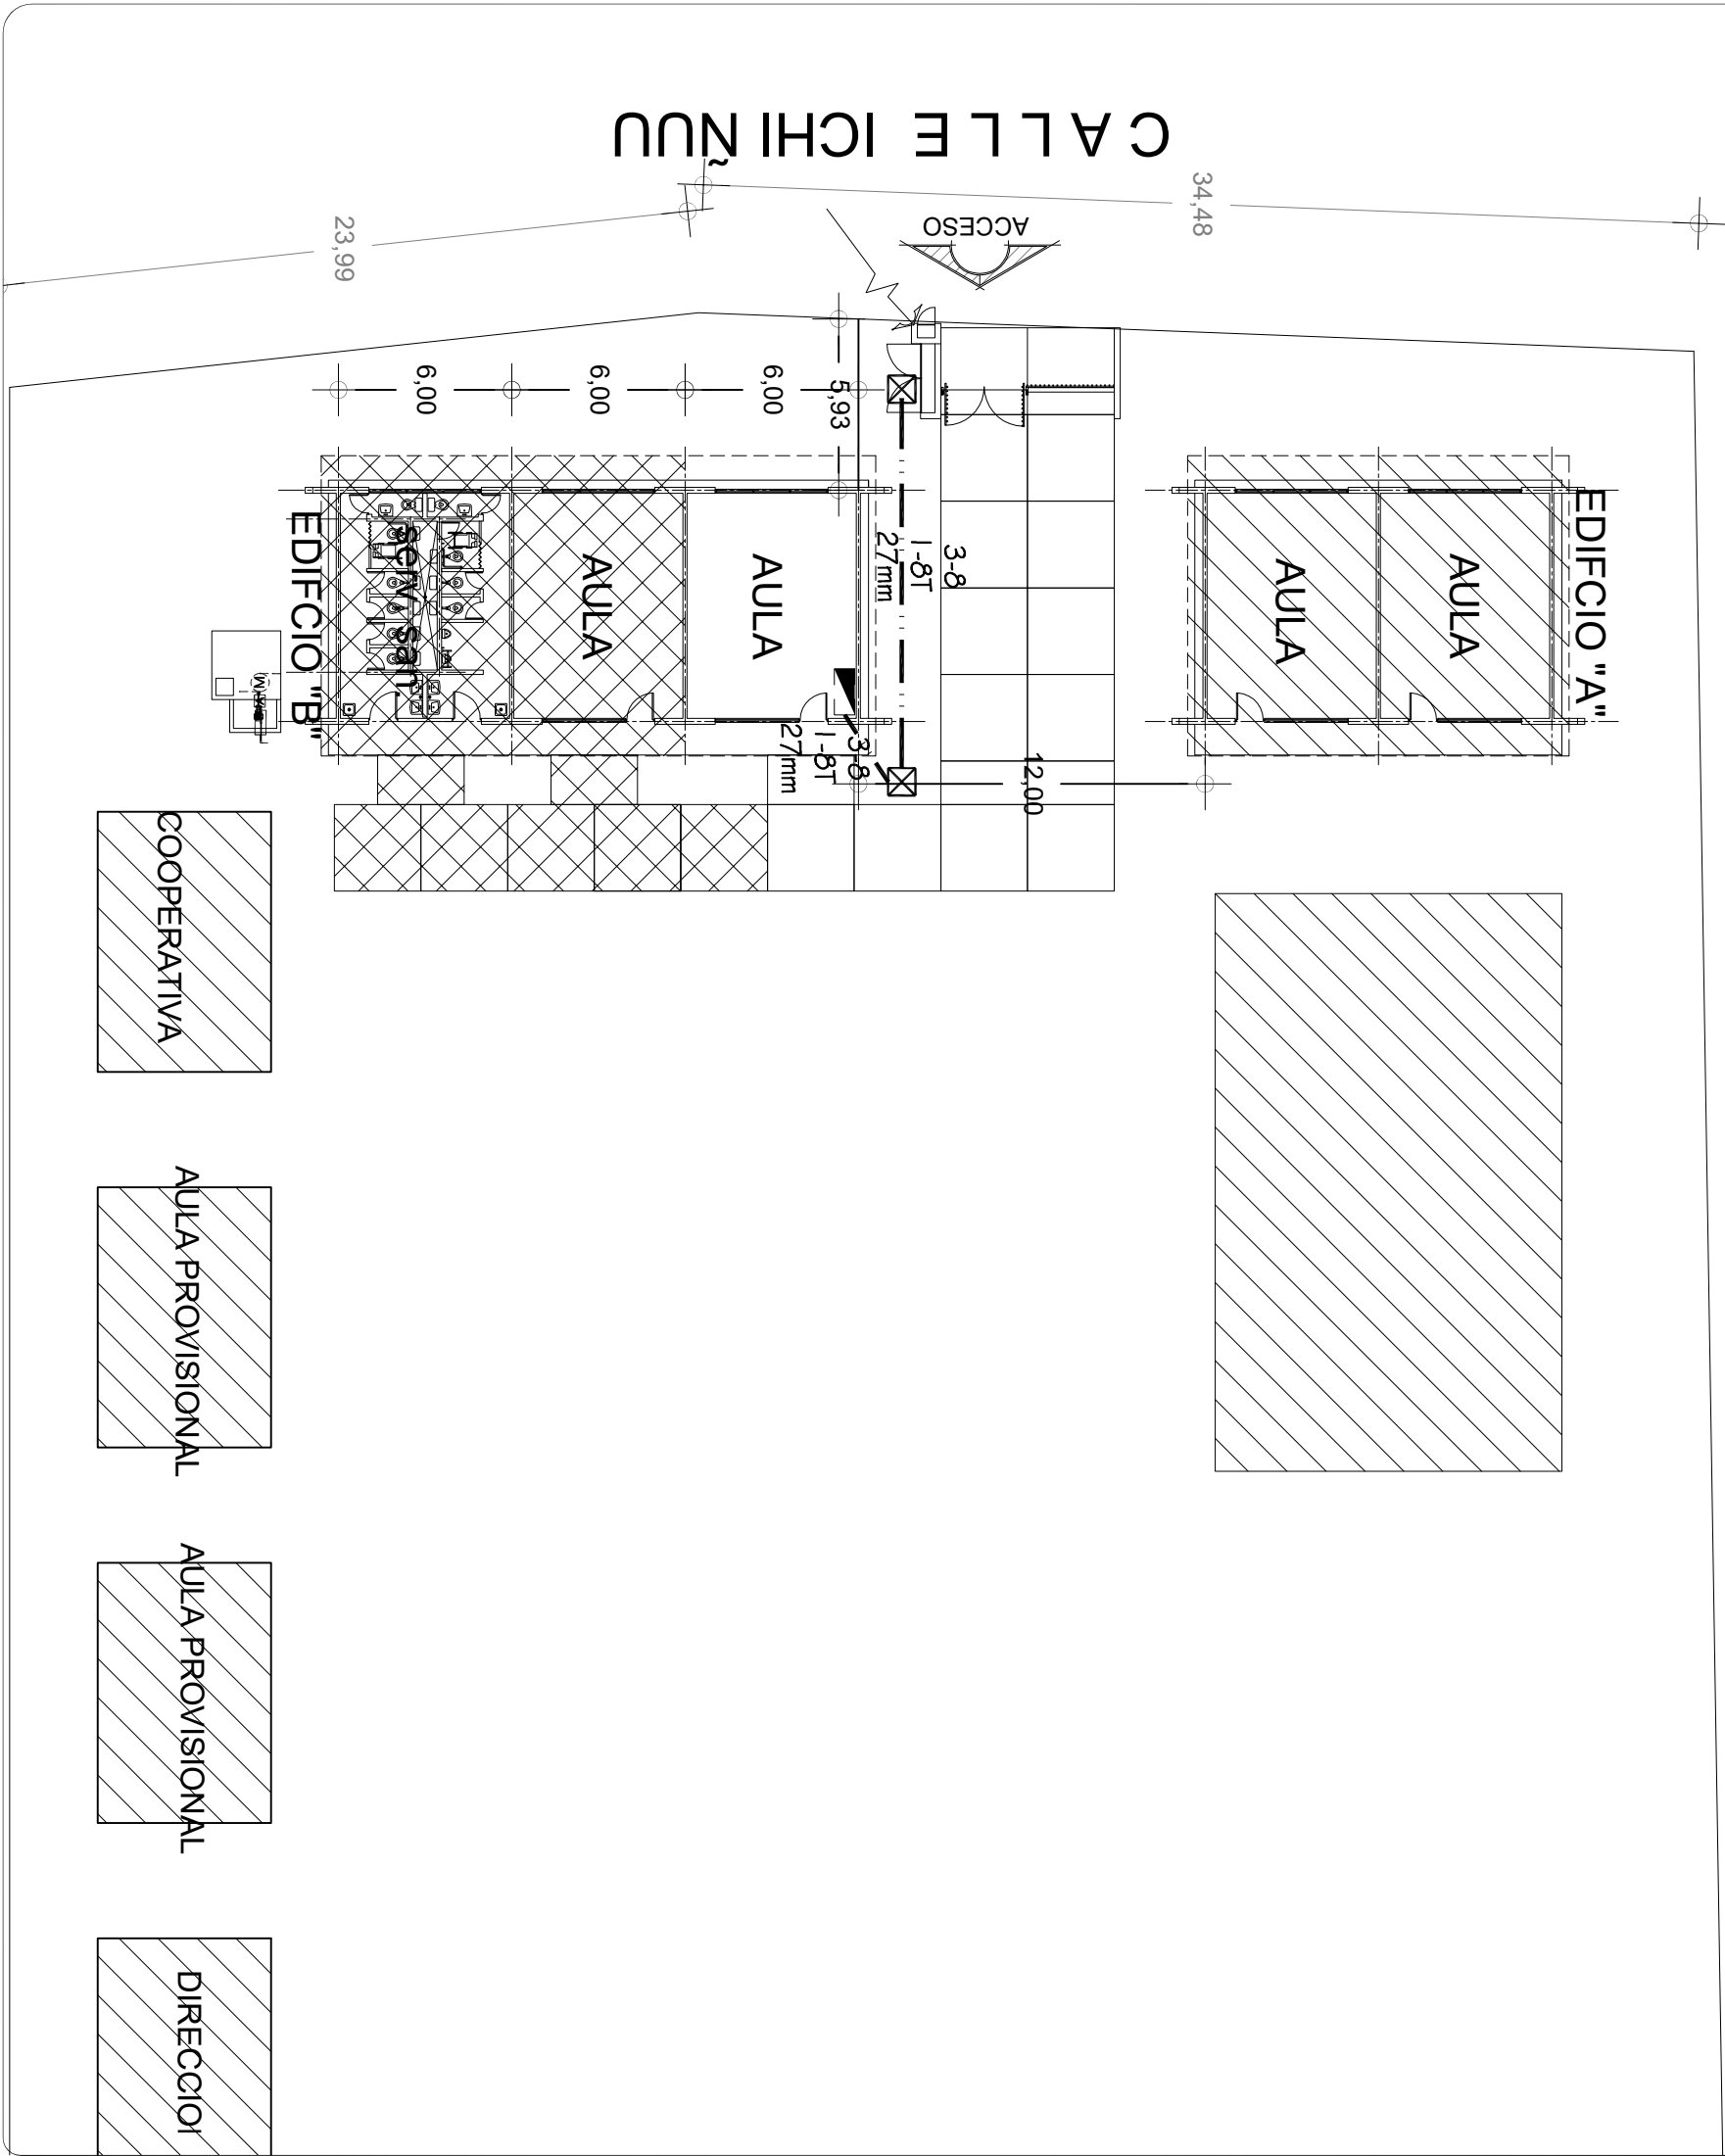 CALLE ICHI ÑUU
34,48
23,99
ACCESO
6,00
6,00
6,00
5,93
EDIFCIO "B"
serv san
AULA
AULA
3-8
1-8T
27mm
AULA
AULA
EDIFCIO "A"
3-8
1-8T
27mm
12,00
COOPERATIVA
AULA PROVISIONAL
AULA PROVISIONAL
DIRECCIO